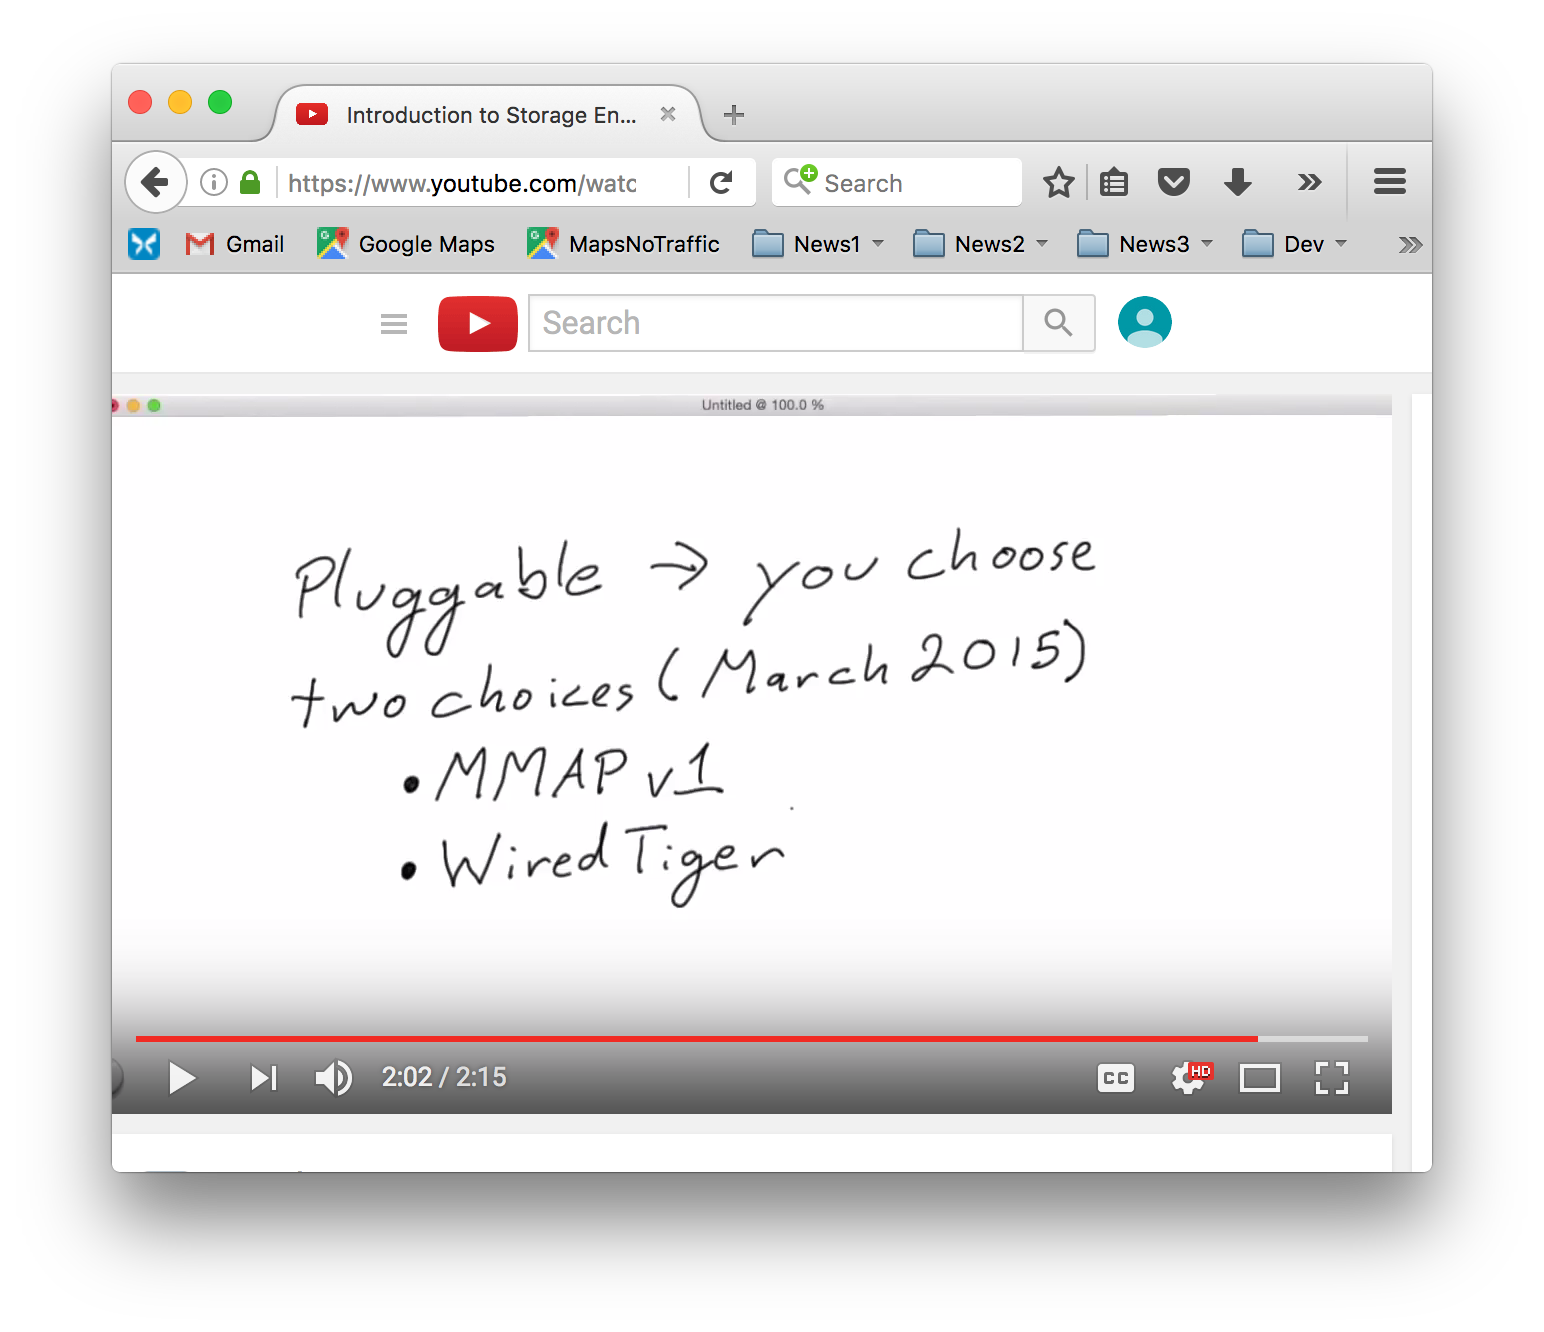 Introduction to Storage En...
https://www.youtube.com/watc
Search
Gmail
Google Maps
MapsNoTraffic
News1
News2
News3
Dev
Search
Untitled @ 100.0 %
Pluggable → you choose
two choices (March 2015)
• MMAP v1
• Wired Tiger
2:02 / 2:15
CC
HD